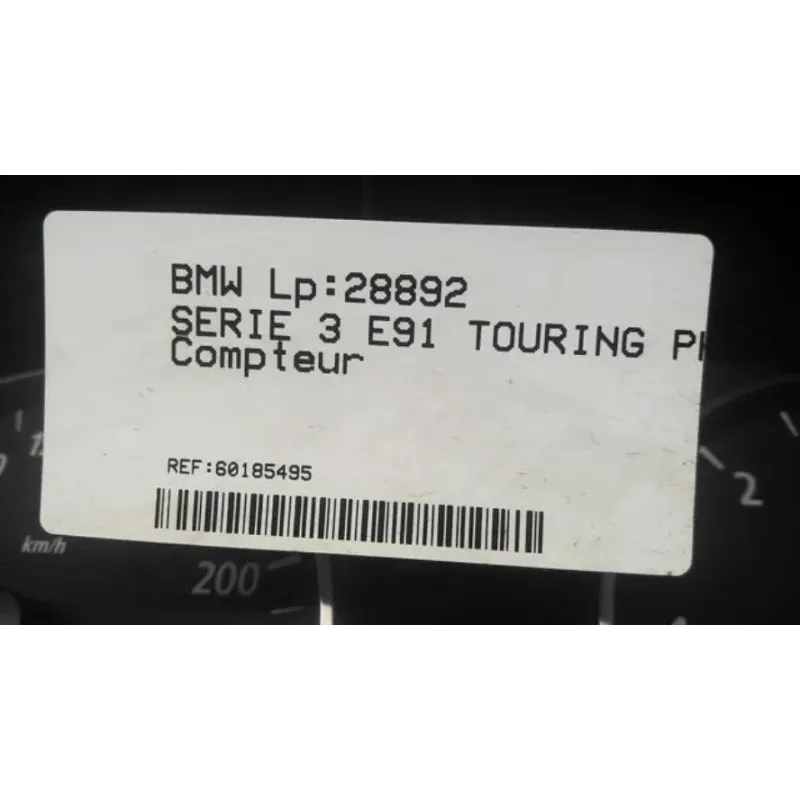 BMW Lp:28892
SERIE 3 E91 TOURING
Compteur
REF:60185495
km/h
200
2